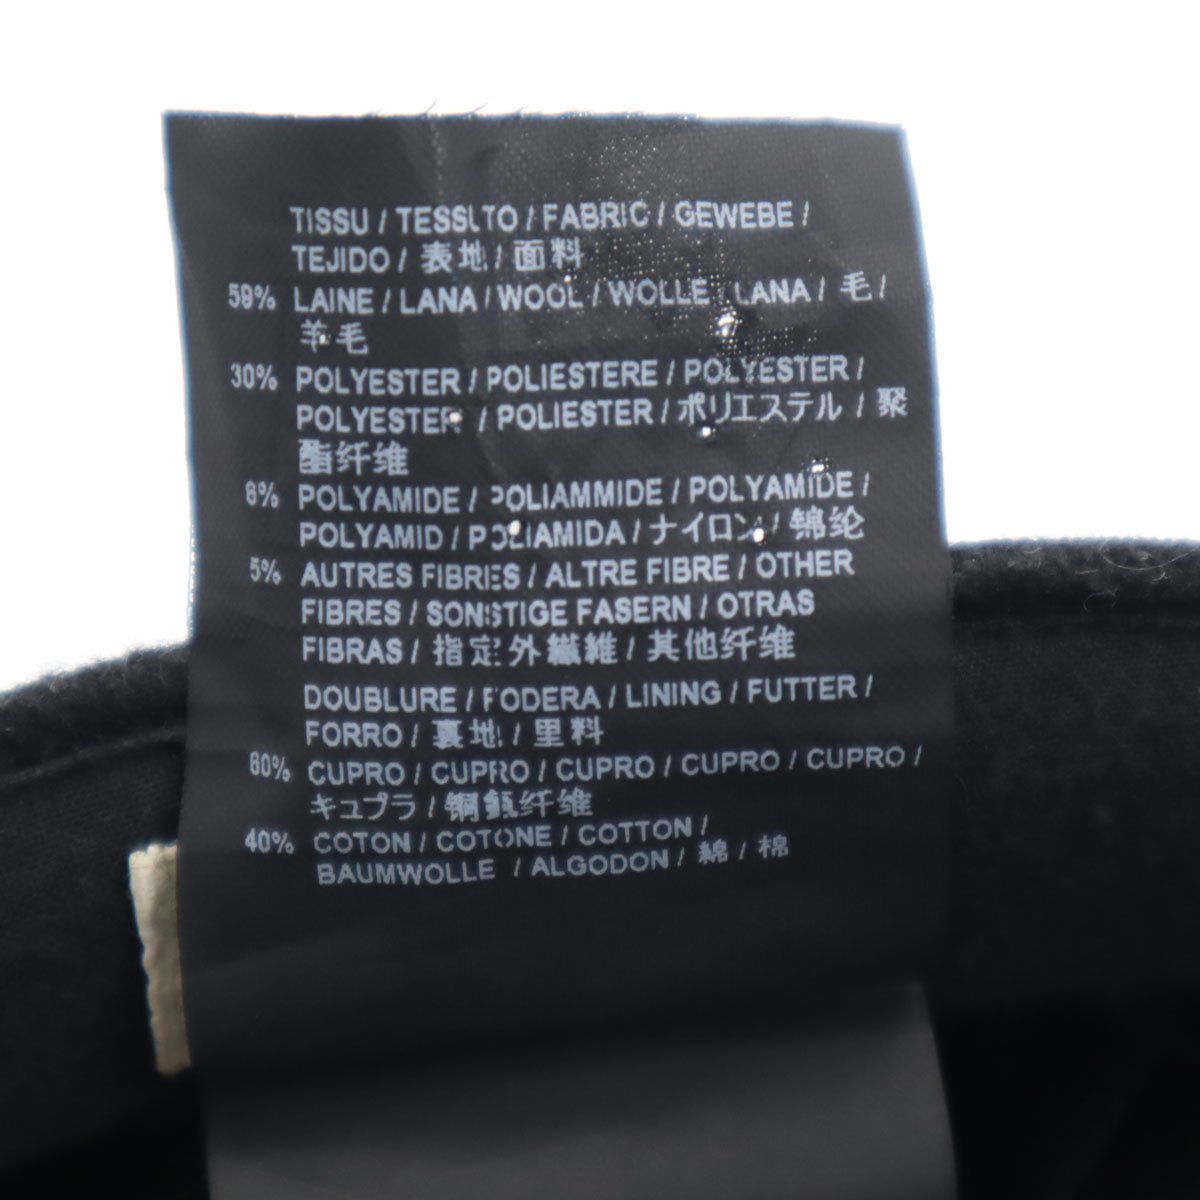 TISSU / TESSUTO / FABRIC / GEWEBE /
TEJIDO / 表地 / 面料
59% LAINE / LANA / WOOL / WOLLE / LANA / 毛 /
羊毛
30% POLYESTER / POLIESTERE / POLYESTER /
POLYESTER / POLIESTER / ポリエステル / 聚
酯纤维
6% POLYAMIDE / POLIAMMIDE / POLYAMIDE /
POLYAMID / POLIAMIDA / ナイロン / 锦纶
5% AUTRES FIBRES / ALTRE FIBRE / OTHER
FIBRES / SONSTIGE FASERN / OTRAS
FIBRAS / 指定外繊維 / 其他纤维
DOUBLURE / FODERA / LINING / FUTTER /
FORRO / 裏地 / 里料
60% CUPRO / CUPRO / CUPRO / CUPRO / CUPRO /
キュプラ / 铜氨纤维
40% COTON / COTONE / COTTON /
BAUMWOLLE / ALGODON / 綿 / 棉